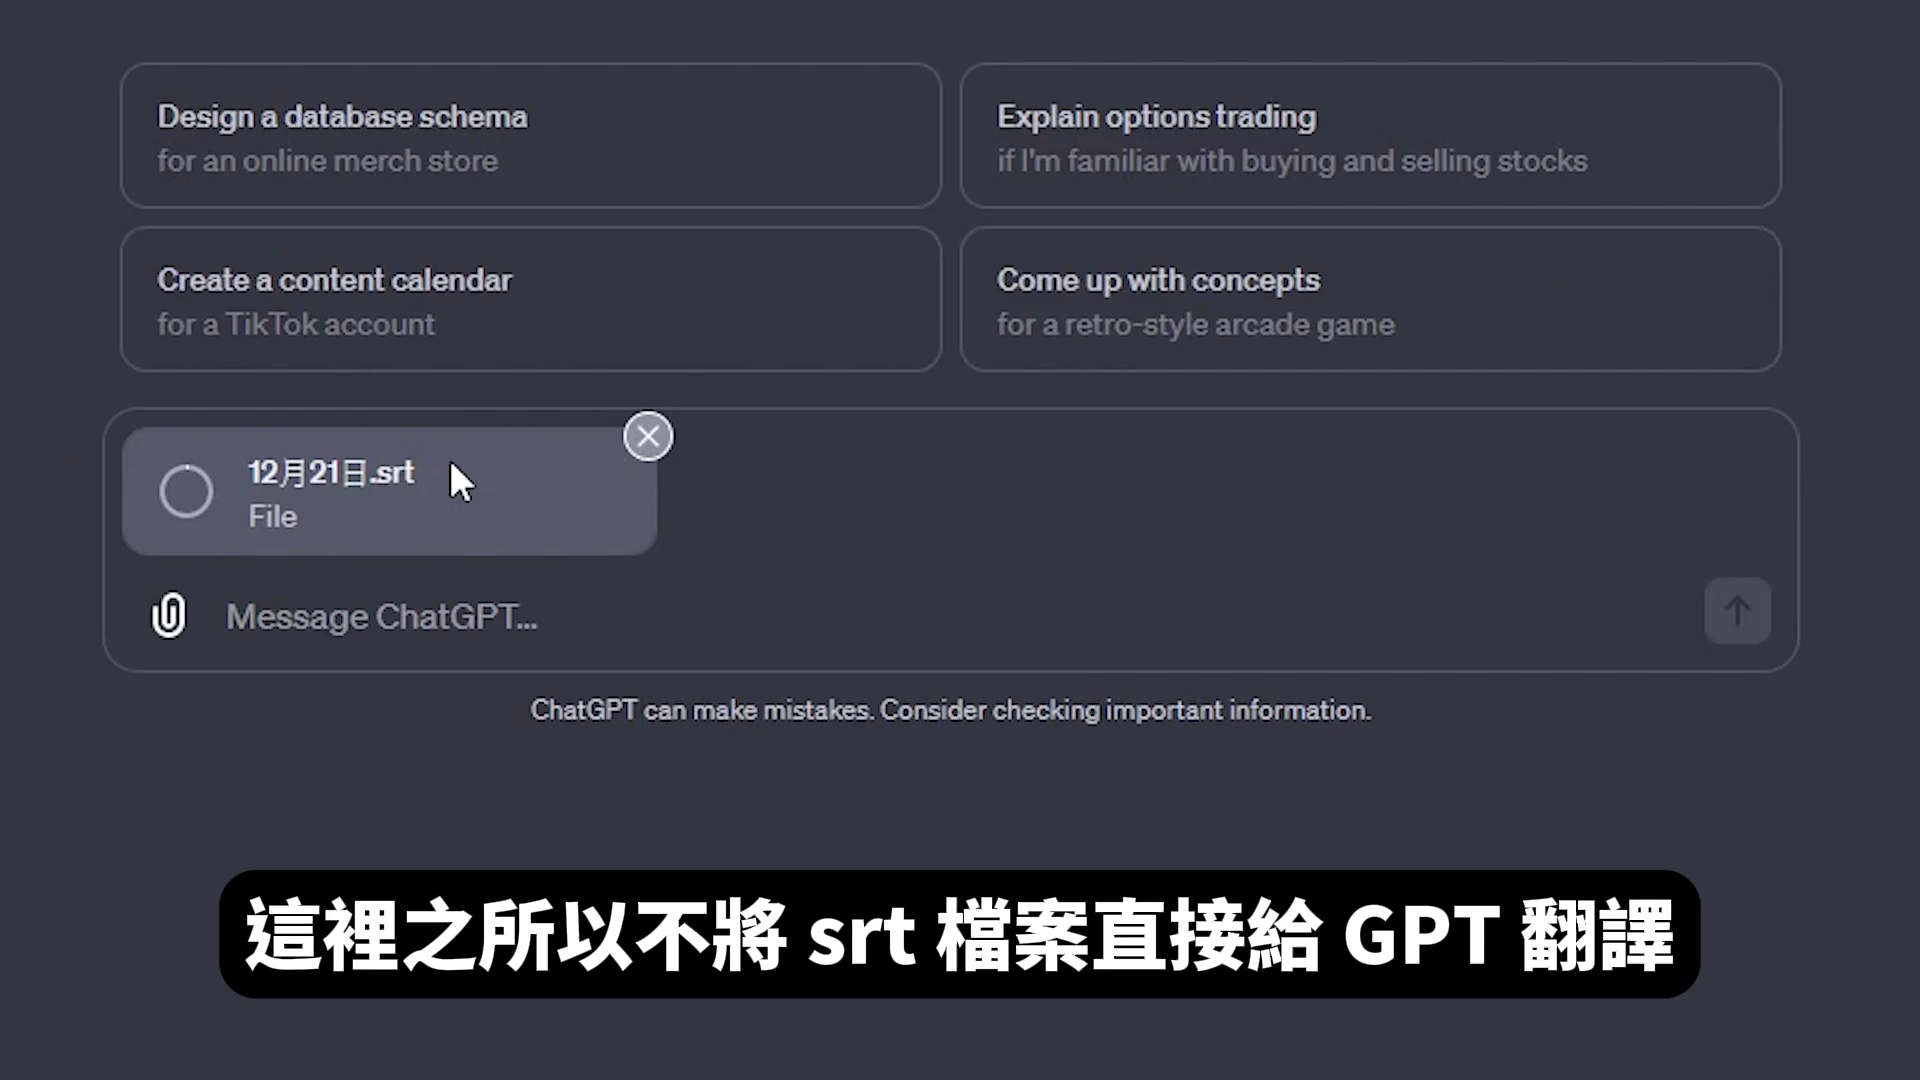 Design a database schema
for an online merch store
Explain options trading
if I'm familiar with buying and selling stocks
Create a content calendar
for a TikTok account
Come up with concepts
for a retro-style arcade game
12月21日.srt
File
Message ChatGPT...
ChatGPT can make mistakes. Consider checking important information.
這裡之所以不將 srt 檔案直接給 GPT 翻譯